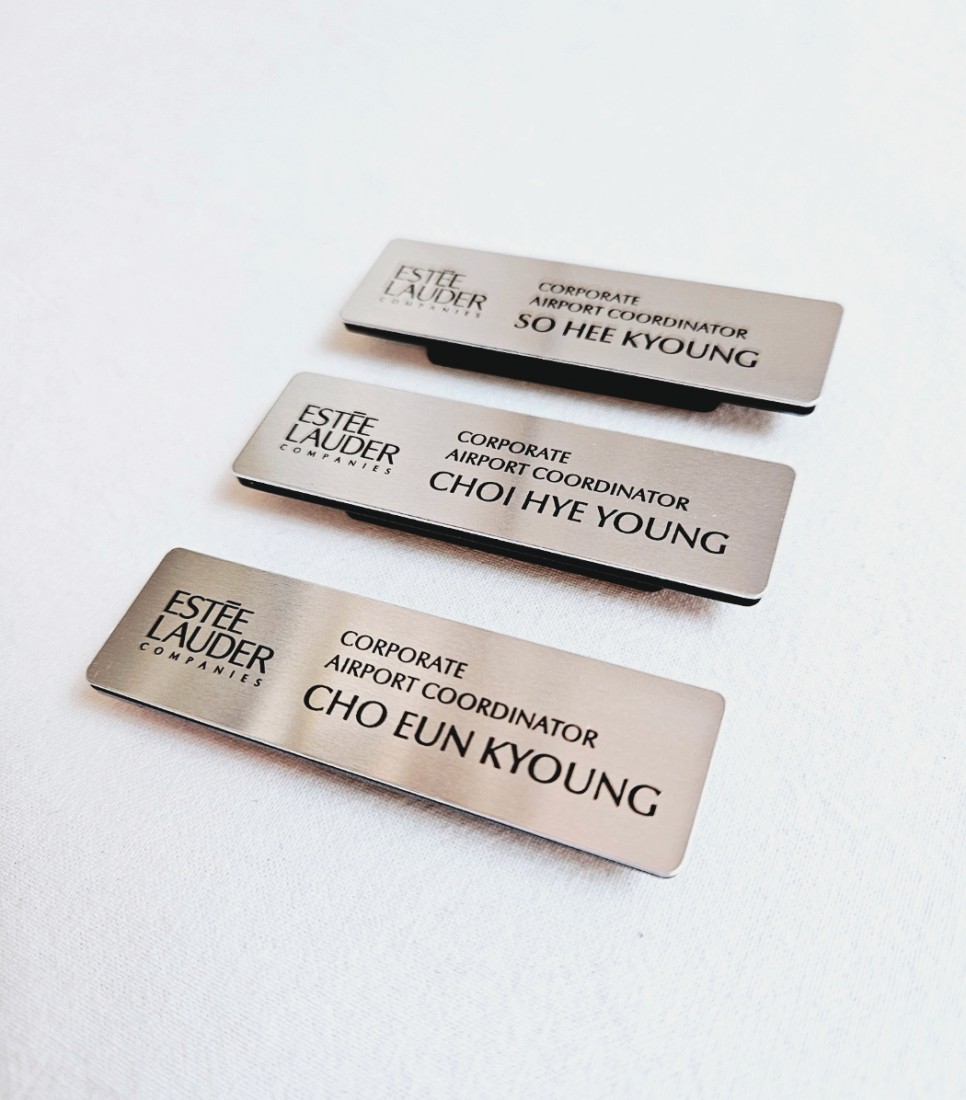 ESTĒE
LAUDER
COMPANIES
CORPORATE
AIRPORT COORDINATOR
SO HEE KYOUNG
ESTĒE
LAUDER
COMPANIES
CORPORATE
AIRPORT COORDINATOR
CHOI HYE YOUNG
ESTĒE
LAUDER
COMPANIES
CORPORATE
AIRPORT COORDINATOR
CHO EUN KYOUNG